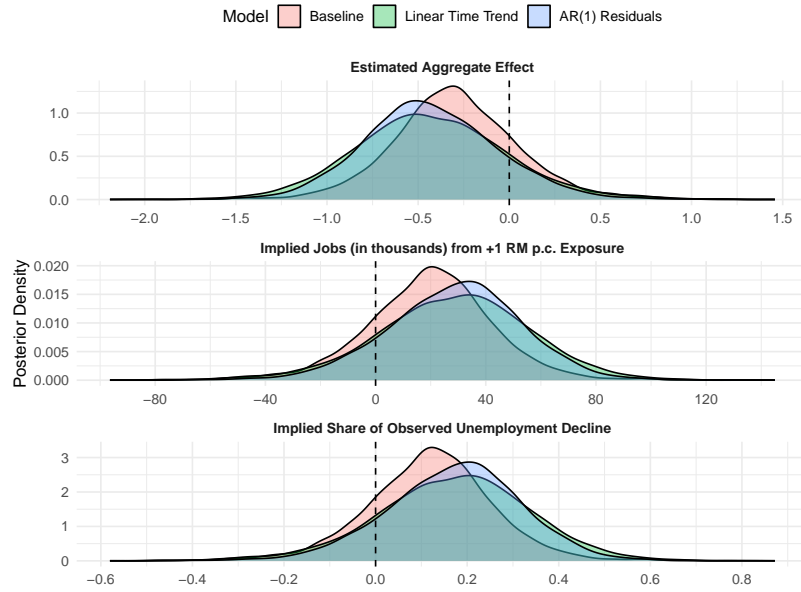 Model Baseline Linear Time Trend AR(1) Residuals
Estimated Aggregate Effect
1.0
0.5
0.0
-2.0 -1.5 -1.0 -0.5 0.0 0.5 1.0 1.5
Implied Jobs (in thousands) from +1 RM p.c. Exposure
Posterior Density
0.020
0.015
0.010
0.005
0.000
-80 -40 0 40 80 120
Implied Share of Observed Unemployment Decline
3
2
1
0
-0.6 -0.4 -0.2 0.0 0.2 0.4 0.6 0.8